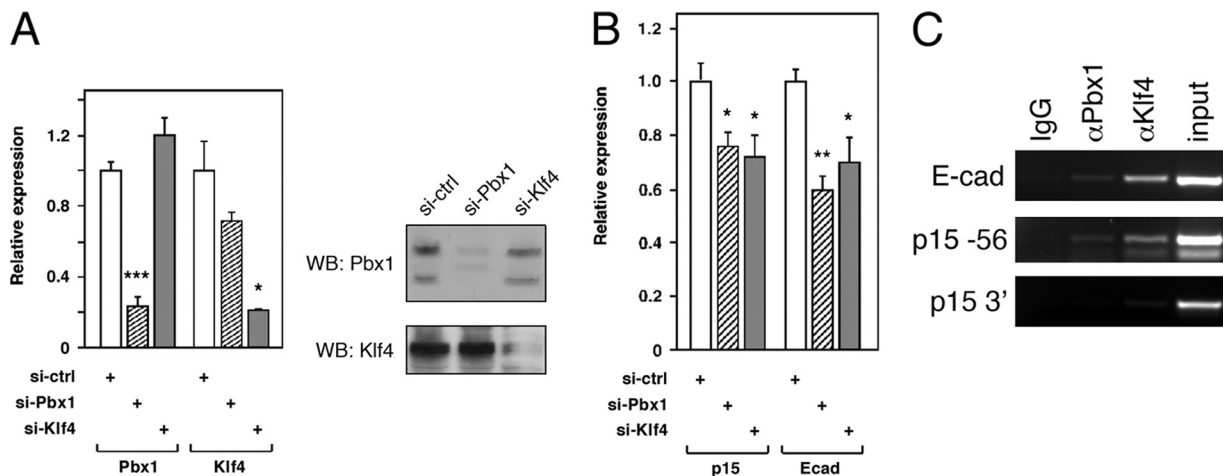 A
Relative expression
1.2
0.8
0.4
0
***
*
si-ctrl + +
si-Pbx1 + +
si-Klf4 + +
Pbx1 Klf4
si-ctrl si-Pbx1 si-Klf4
WB: Pbx1
WB: Klf4
B
Relative expression
1.2
1.0
0.8
0.6
0.4
0.2
0.0
* * ** *
si-ctrl + +
si-Pbx1 + +
si-Klf4 + +
p15 Ecad
C
IgG αPbx1 αKlf4 input
E-cad
p15 -56
p15 3'